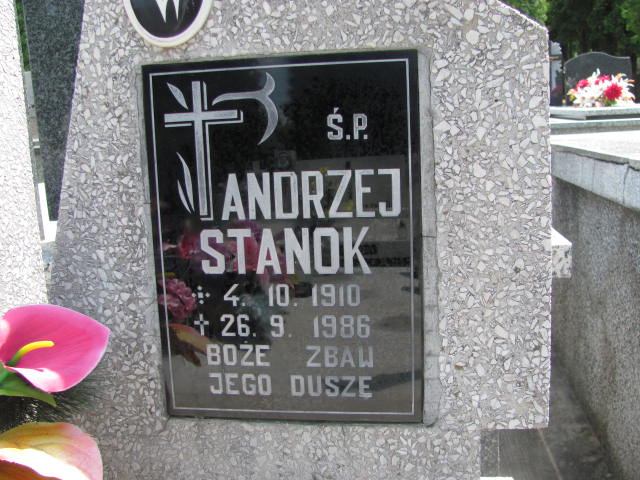 Ś.P.
ANDRZEJ
STANOK
4. 10. 1910
26. 9. 1986
BOŻE ZBAW
JEGO DUSZĘ